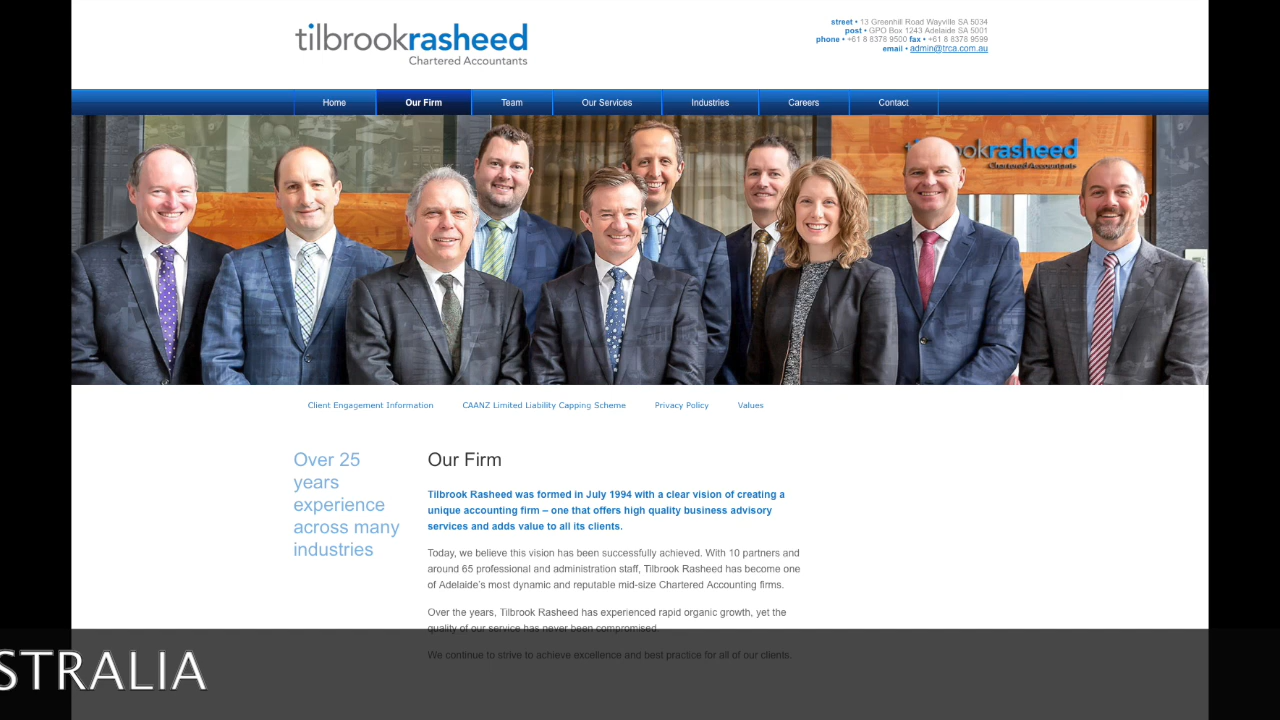 tilbrookrasheed
Chartered Accountants
street • 13 Greenhill Road Wayville SA 5034
post • GPO Box 1243 Adelaide SA 5001
phone • +61 8 8378 9500 fax • +61 8 8378 9599
email • admin@trca.com.au
Home Our Firm Team Our Services Industries Careers Contact
tilbrookrasheed
Chartered Accountants
Client Engagement Information CAANZ Limited Liability Capping Scheme Privacy Policy Values
Over 25
years
experience
across many
industries
Our Firm
Tilbrook Rasheed was formed in July 1994 with a clear vision of creating a
unique accounting firm – one that offers high quality business advisory
services and adds value to all its clients.
Today, we believe this vision has been successfully achieved. With 10 partners and
around 65 professional and administration staff, Tilbrook Rasheed has become one
of Adelaide's most dynamic and reputable mid-size Chartered Accounting firms.
Over the years, Tilbrook Rasheed has experienced rapid organic growth, yet the
quality of our service has never been compromised.
We continue to strive to achieve excellence and best practice for all of our clients.
STRALIA